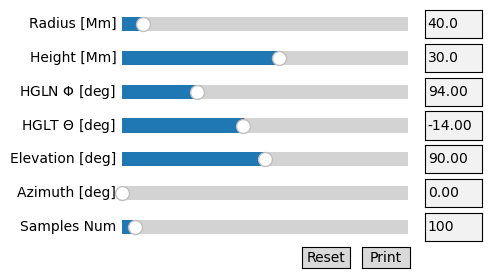 Radius [Mm] 40.0
Height [Mm] 30.0
HGLN Φ [deg] 94.00
HGLT Θ [deg] -14.00
Elevation [deg] 90.00
Azimuth [deg] 0.00
Samples Num 100
Reset Print